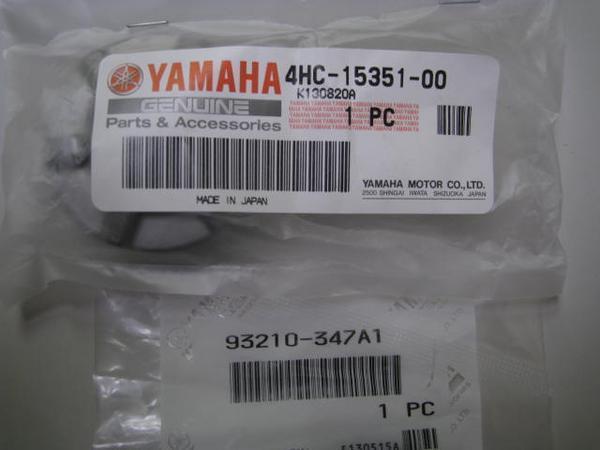 YAMAHA 4HC-15351-00
K130820A
GENUINE
Parts & Accessories
1 PC
YAMAHA MOTOR CO., LTD.
2500 SHINGAI IWATA SHIZUOKA JAPAN
MADE IN JAPAN
93210-347A1
1 PC
E130515A